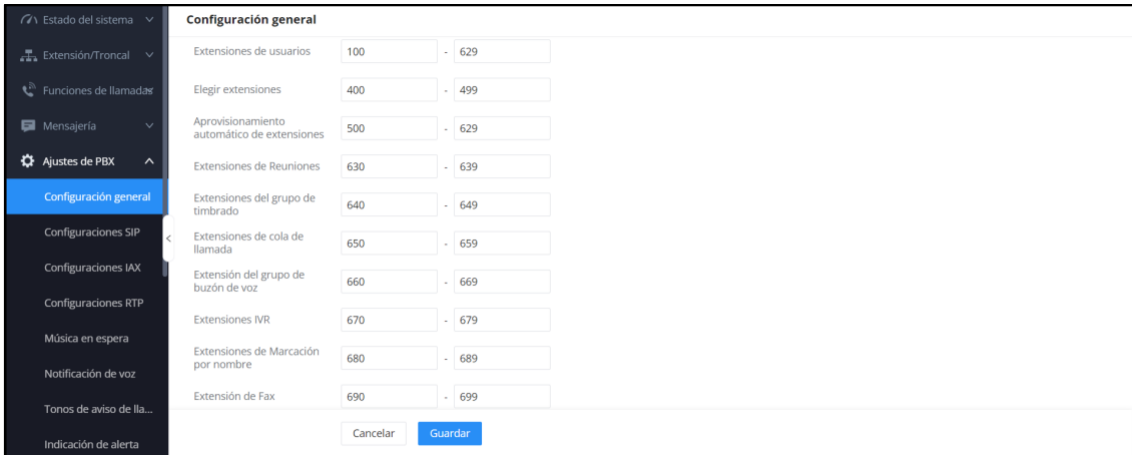 Estado del sistema
Extensión/Troncal
Funciones de llamadas
Mensajería
Ajustes de PBX
Configuración general
Configuraciones SIP
Configuraciones IAX
Configuraciones RTP
Música en espera
Notificación de voz
Tonos de aviso de lla...
Indicación de alerta
Configuración general
Extensiones de usuarios 100 - 629
Elegir extensiones 400 - 499
Aprovisionamiento
automático de extensiones 500 - 629
Extensiones de Reuniones 630 - 639
Extensiones del grupo de
timbrado 640 - 649
Extensiones de cola de
llamada 650 - 659
Extensión del grupo de
buzón de voz 660 - 669
Extensiones IVR 670 - 679
Extensiones de Marcación
por nombre 680 - 689
Extensión de Fax 690 - 699
Cancelar Guardar